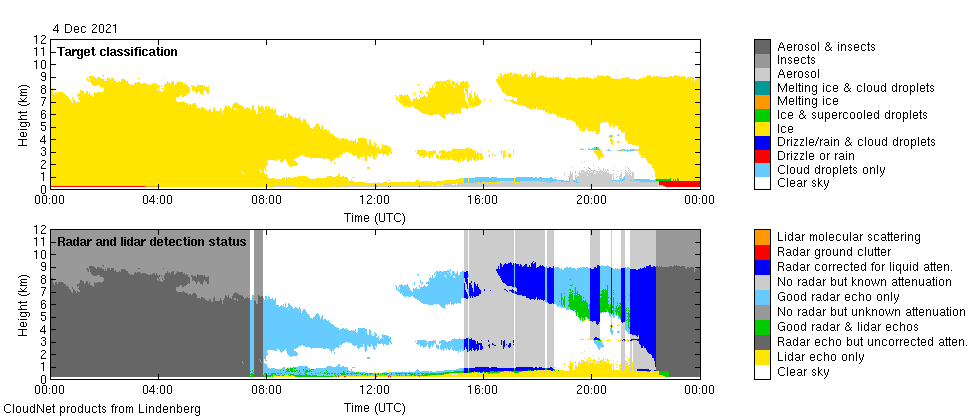 4 Dec 2021
Target classification
12
11
10
9
8
7
6
5
4
3
2
1
0
Height (km)
00:00 04:00 08:00 12:00 16:00 20:00 00:00
Time (UTC)
Aerosol & insects
Insects
Aerosol
Melting ice & cloud droplets
Melting ice
Ice & supercooled droplets
Ice
Drizzle/rain & cloud droplets
Drizzle or rain
Cloud droplets only
Clear sky
Radar and lidar detection status
12
11
10
9
8
7
6
5
4
3
2
1
0
Height (km)
00:00 04:00 08:00 12:00 16:00 20:00 00:00
Time (UTC)
Lidar molecular scattering
Radar ground clutter
Radar corrected for liquid atten.
No radar but known attenuation
Good radar echo only
No radar but unknown attenuation
Good radar & lidar echos
Radar echo but uncorrected atten.
Lidar echo only
Clear sky
CloudNet products from Lindenberg